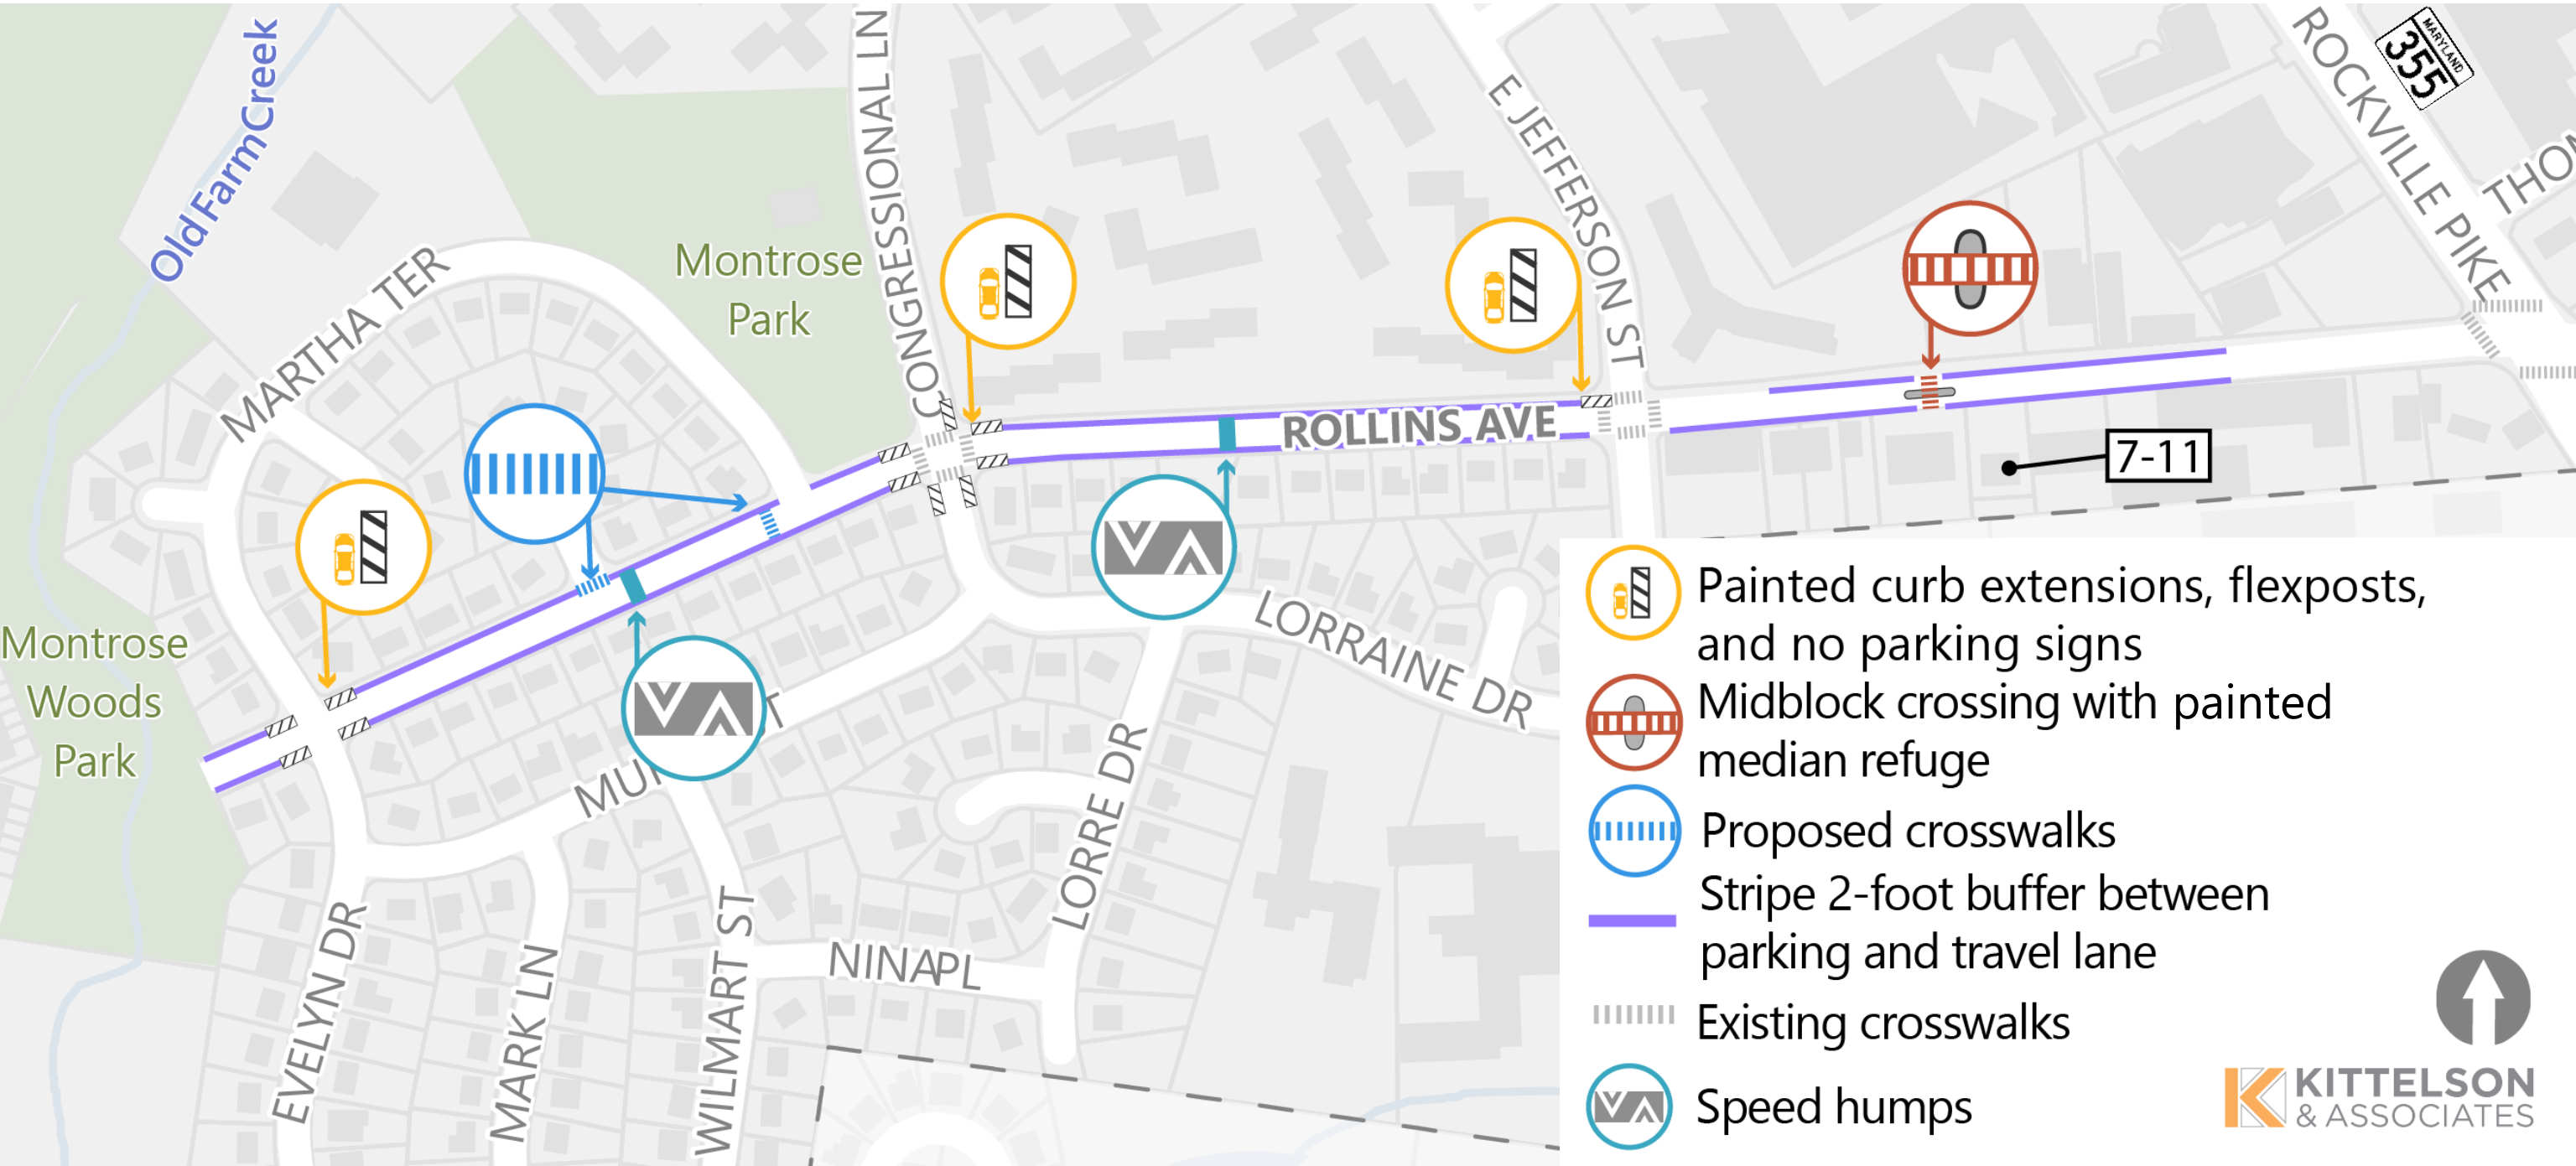 Old Farm Creek
CONGRESSIONAL LN
E JEFFERSON ST
ROCKVILLE PIKE
MARYLAND
355
MARTHA TER
Montrose
Park
ROLLINS AVE
7-11
Montrose
Woods
Park
LORRAINE DR
LORRE DR
EVELYN DR
MARK LN
WILMART ST
NINA PL
Painted curb extensions, flexposts,
and no parking signs
Midblock crossing with painted
median refuge
Proposed crosswalks
Stripe 2-foot buffer between
parking and travel lane
Existing crosswalks
Speed humps
KITTELSON
& ASSOCIATES